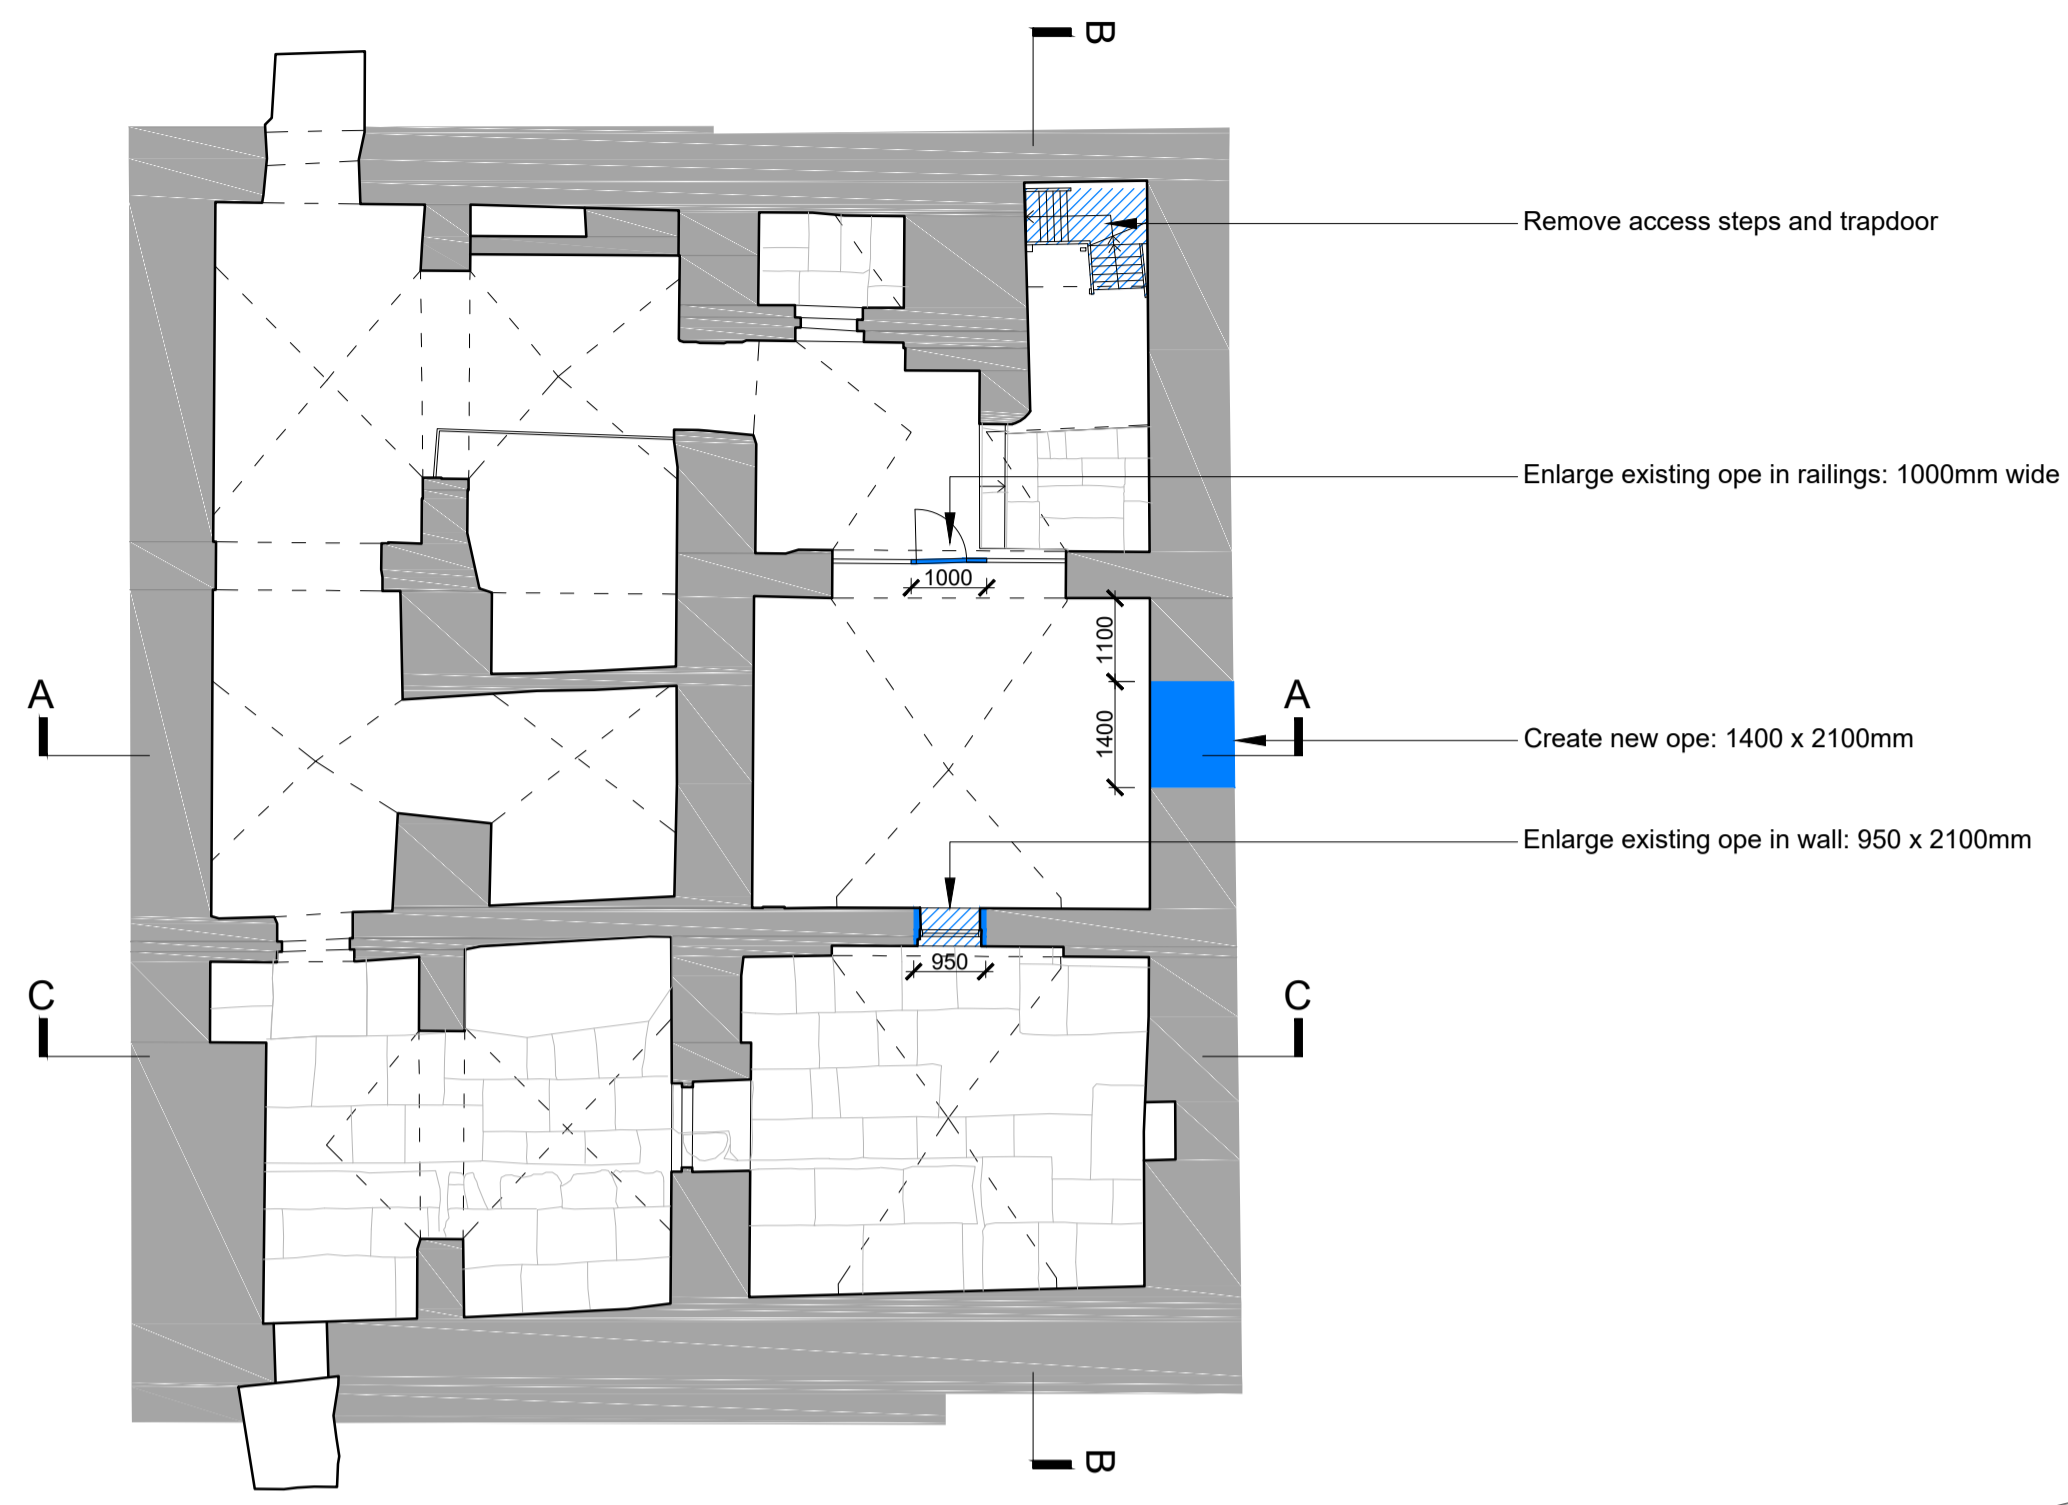 B
Remove access steps and trapdoor
Enlarge existing ope in railings: 1000mm wide
1000
1100
A
A
1400
Create new ope: 1400 x 2100mm
Enlarge existing ope in wall: 950 x 2100mm
950
C
C
B